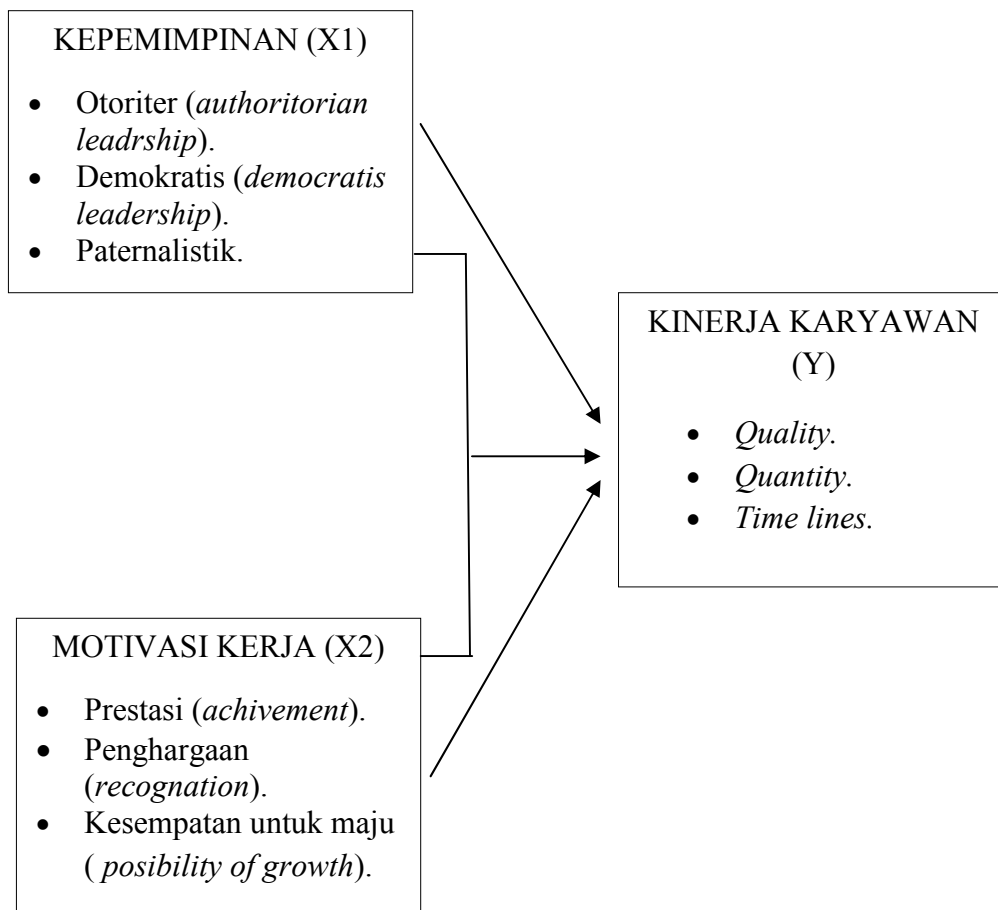 KEPEMIMPINAN (X1)
• Otoriter (authoritorian
leadrship).
• Demokratis (democratis
leadership).
• Paternalistik.
KINERJA KARYAWAN
(Y)
• Quality.
• Quantity.
• Time lines.
MOTIVASI KERJA (X2)
• Prestasi (achivement).
• Penghargaan
(recognation).
• Kesempatan untuk maju
( posibility of growth).